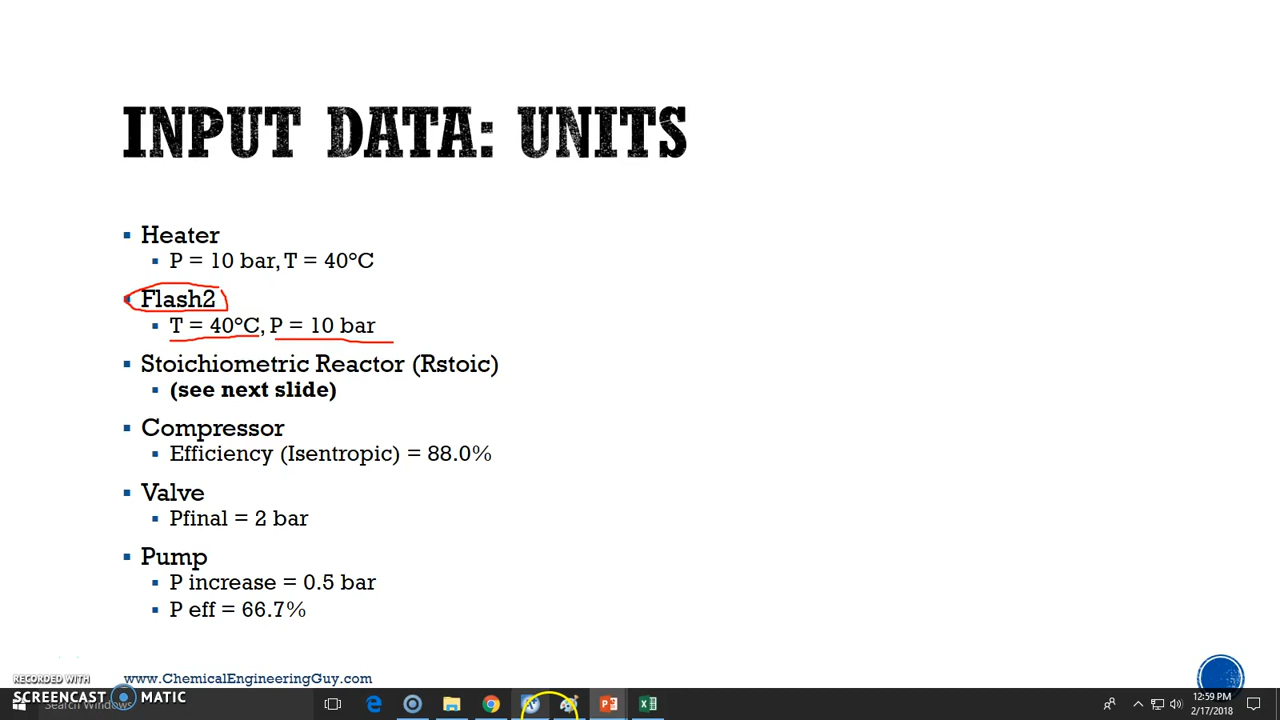 INPUT DATA: UNITS
Heater
P = 10 bar, T = 40°C
Flash2
T = 40°C, P = 10 bar
Stoichiometric Reactor (Rstoic)
(see next slide)
Compressor
Efficiency (Isentropic) = 88.0%
Valve
Pfinal = 2 bar
Pump
P increase = 0.5 bar
P eff = 66.7%
www.ChemicalEngineeringGuy.com
RECORDED WITH
SCREENCAST MATIC
Search Windows
12:59 PM
2/17/2018